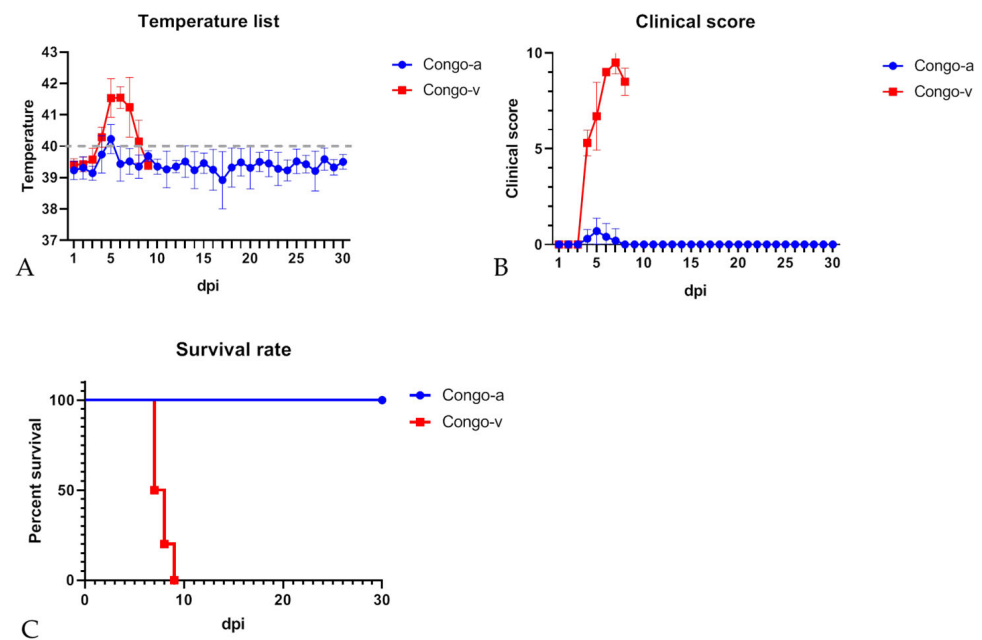 Temperature list
43
42
41
40
39
38
37
Temperature
1 5 10 15 20 25 30
dpi
Congo-a
Congo-v
A
Clinical score
10
5
0
Clinical score
1 5 10 15 20 25 30
dpi
Congo-a
Congo-v
B
Survival rate
100
50
0
Percent survival
0 10 20 30
dpi
Congo-a
Congo-v
C